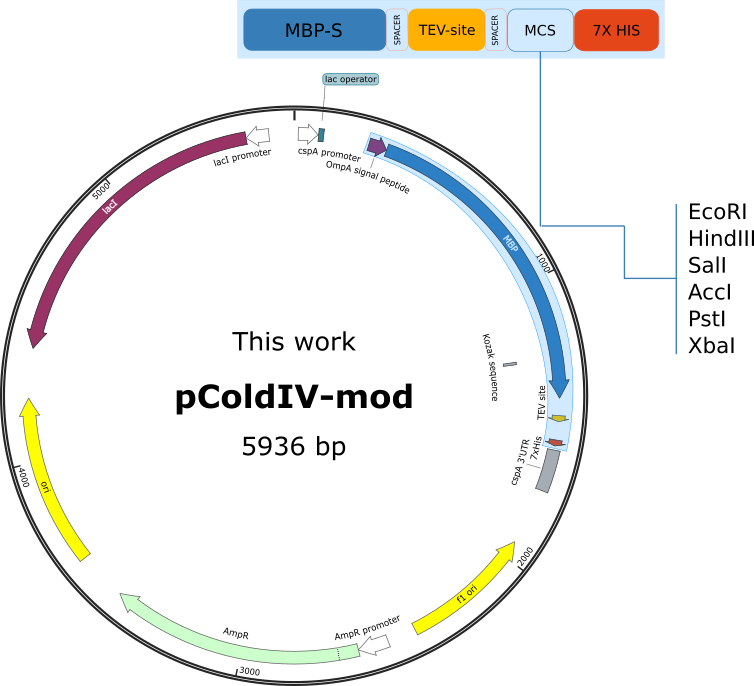 MBP-S
SPACER
TEV-site
SPACER
MCS
7X HIS
lac operator
lacI promoter
cspA promoter
OmpA signal peptide
5000
lacI
MBP
1000
EcoRI
HindIII
SalI
AccI
PstI
XbaI
This work
pColdIV-mod
5936 bp
Kozak sequence
TEV site
7xHis
cspA 3'UTR
4000
ori
2000
f1 ori
AmpR promoter
AmpR
3000